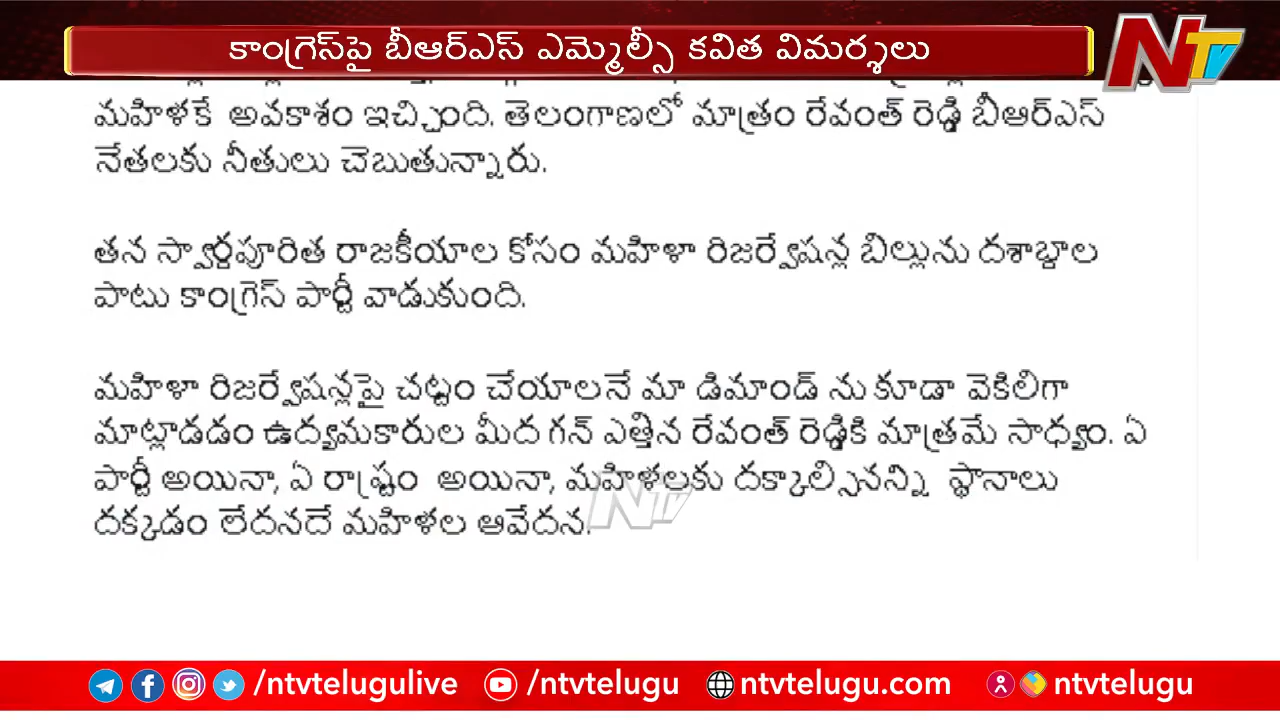 కాంగ్రెస్‌పై బీఆర్ఎస్ ఎమ్మెల్సీ కవిత విమర్శలు
NTV
మహిళకే అవకాశం ఇచ్చింది. తెలంగాణలో మాత్రం రేవంత్ రెడ్డి బీఆర్ఎస్
నేతలకు నీతులు చెబుతున్నారు.
తన స్వార్థపూరిత రాజకీయాల కోసం మహిళా రిజర్వేషన్ల బిల్లును దశాబ్దాల
పాటు కాంగ్రెస్ పార్టీ వాడుకుంది.
మహిళా రిజర్వేషన్లపై చట్టం చేయాలనే మా డిమాండ్ ను కూడా వెకిలిగా
మాట్లాడడం ఉద్యమకారుల మీద గన్ ఎత్తిన రేవంత్ రెడ్డికి మాత్రమే సాధ్యం. ఏ
పార్టీ అయినా, ఏ రాష్ట్రం అయినా, మహిళలకు దక్కాల్సినన్ని స్థానాలు
దక్కడం లేదనదే మహిళల ఆవేదన.
NTV
/ntvtelugulive /ntvtelugu ntvtelugu.com ntvtelugu